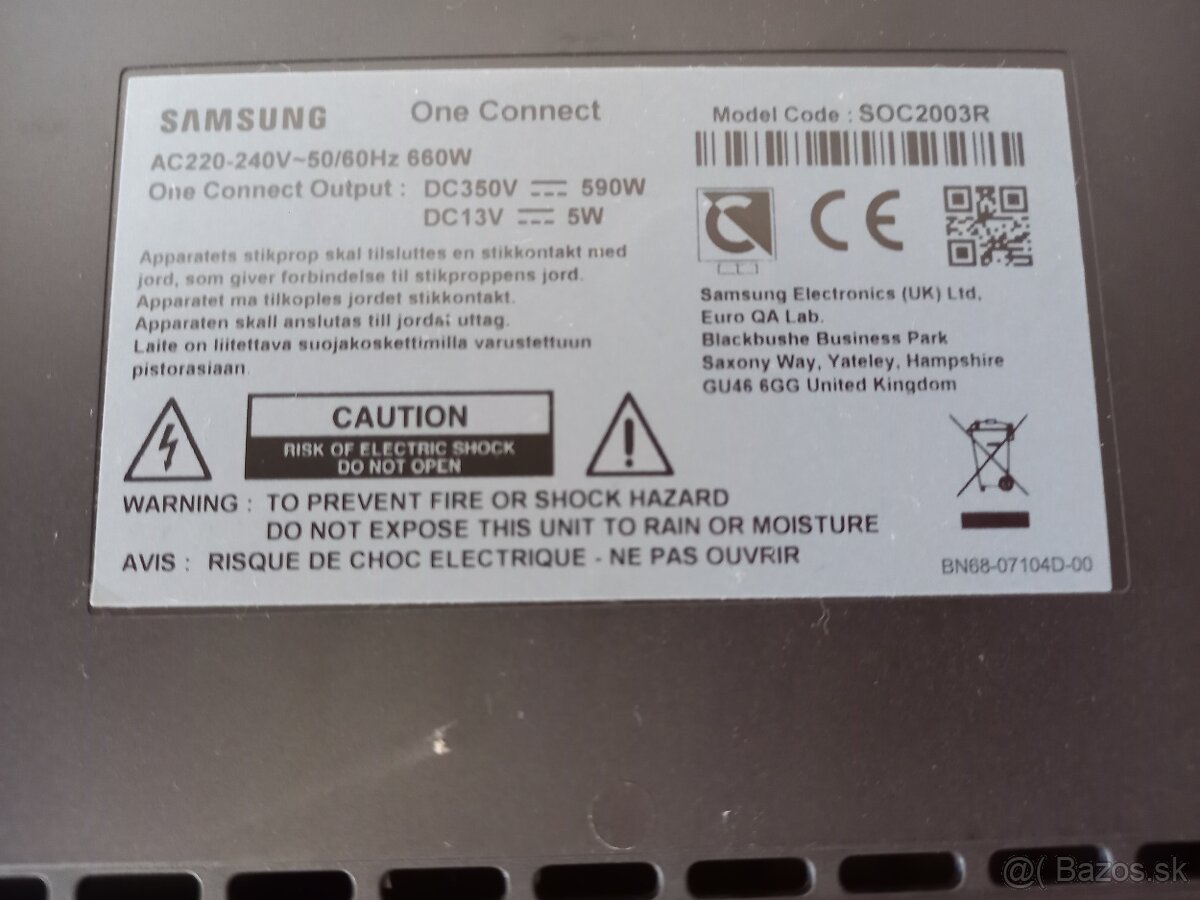 SAMSUNG One Connect
AC220-240V~50/60Hz 660W
One Connect Output : DC350V ⎓ 590W
DC13V ⎓ 5W
Apparatets stikprop skal tilsluttes en stikkontakt med
jord, som giver forbindelse til stikproppens jord.
Apparatet ma tilkoples jordet stikkontakt.
Apparaten skall anslutas till jordat uttag.
Laite on liitettava suojakoskettimilla varustettuun
pistorasiaan.
CAUTION
RISK OF ELECTRIC SHOCK
DO NOT OPEN
WARNING : TO PREVENT FIRE OR SHOCK HAZARD
DO NOT EXPOSE THIS UNIT TO RAIN OR MOISTURE
AVIS : RISQUE DE CHOC ELECTRIQUE - NE PAS OUVRIR
Model Code : SOC2003R
CE
Samsung Electronics (UK) Ltd,
Euro QA Lab.
Blackbushe Business Park
Saxony Way, Yateley, Hampshire
GU46 6GG United Kingdom
BN68-07104D-00
@( Bazos.sk